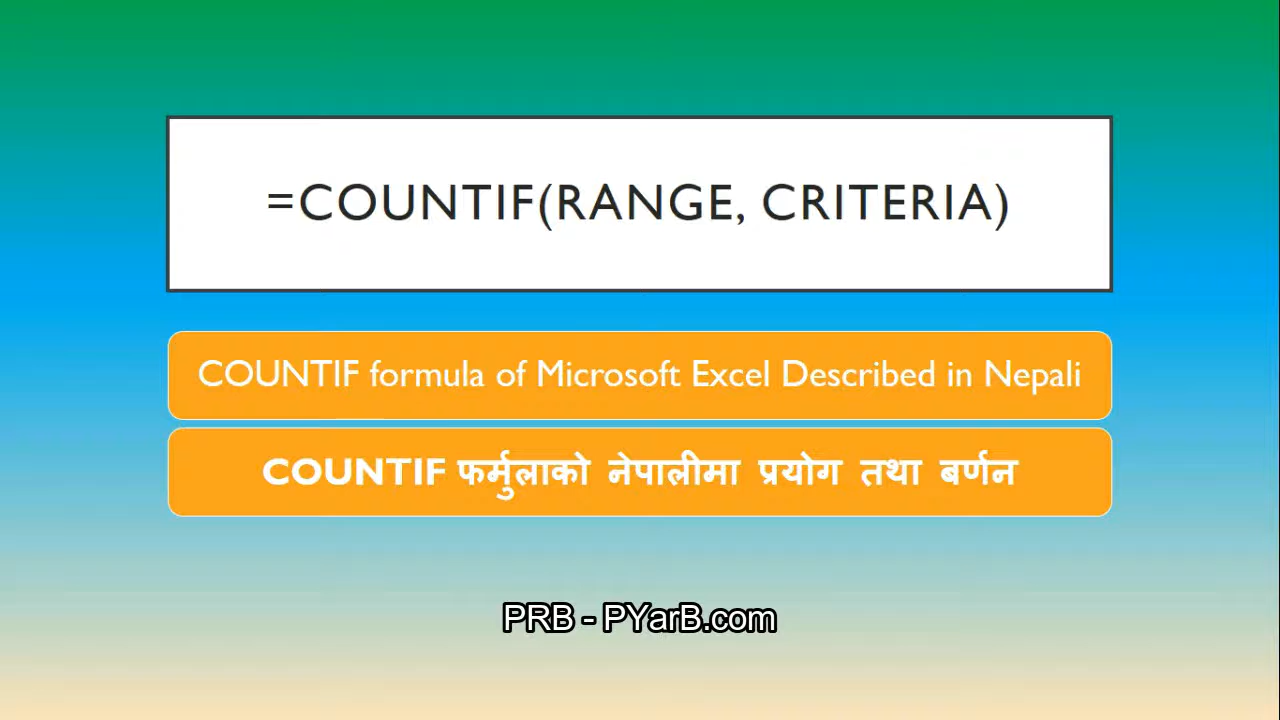 =COUNTIF(RANGE, CRITERIA)
COUNTIF formula of Microsoft Excel Described in Nepali
COUNTIF फर्मुलाको नेपालीमा प्रयोग तथा बर्णन
PRB - PYarB.com